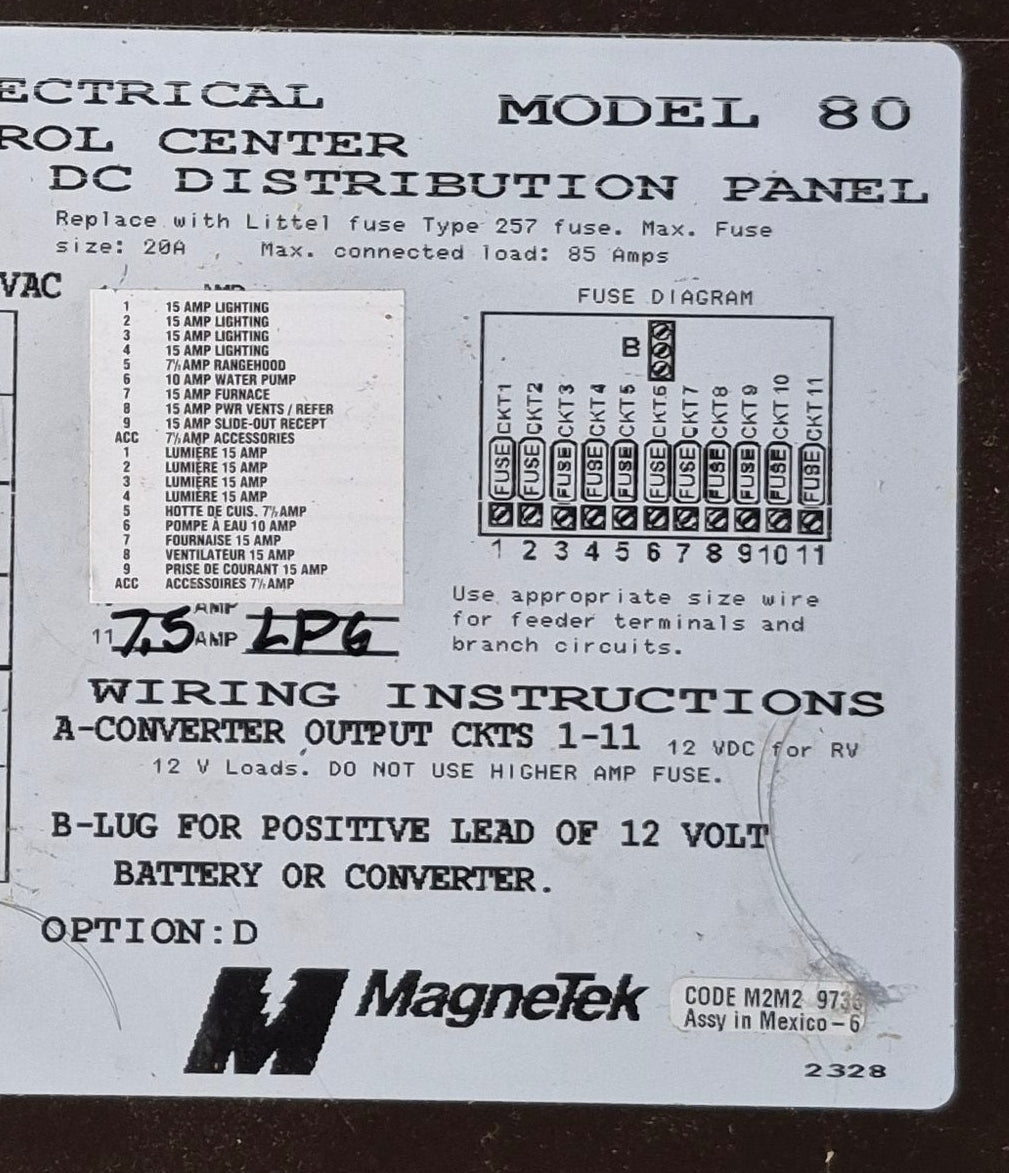 ECTRICAL
ROL CENTER
MODEL 80
DC DISTRIBUTION PANEL
Replace with Littel fuse Type 257 fuse. Max. Fuse
size: 20A Max. connected load: 85 Amps
VAC
1 15 AMP LIGHTING
2 15 AMP LIGHTING
3 15 AMP LIGHTING
4 15 AMP LIGHTING
5 7½ AMP RANGEHOOD
6 10 AMP WATER PUMP
7 15 AMP FURNACE
8 15 AMP PWR VENTS / REFER
9 15 AMP SLIDE-OUT RECEPT
ACC 7½ AMP ACCESSORIES
1 LUMIÈRE 15 AMP
2 LUMIÈRE 15 AMP
3 LUMIÈRE 15 AMP
4 LUMIÈRE 15 AMP
5 HOTTE DE CUIS. 7½ AMP
6 POMPE À EAU 10 AMP
7 FOURNAISE 15 AMP
8 VENTILATEUR 15 AMP
9 PRISE DE COURANT 15 AMP
ACC ACCESSOIRES 7½ AMP
AMP
11 7.5 AMP LPG
FUSE DIAGRAM
B
CKT1 CKT2 CKT3 CKT4 CKT5 CKT6 CKT7 CKT8 CKT9 CKT10 CKT11
FUSE FUSE FUSE FUSE FUSE FUSE FUSE FUSE FUSE FUSE FUSE
1 2 3 4 5 6 7 8 9 10 11
Use appropriate size wire
for feeder terminals and
branch circuits.
WIRING INSTRUCTIONS
A-CONVERTER OUTPUT CKTS 1-11 12 VDC for RV
12 V Loads. DO NOT USE HIGHER AMP FUSE.
B-LUG FOR POSITIVE LEAD OF 12 VOLT
BATTERY OR CONVERTER.
OPTION:D
MagneTek
CODE M2M2
Assy in Mexico – 6
2328